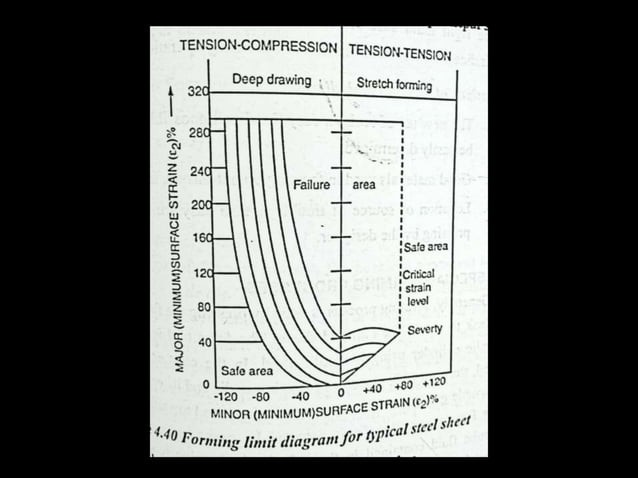 TENSION-COMPRESSION TENSION-TENSION
Deep drawing Stretch forming
320
280
240
200
160
120
80
40
0
MAJOR (MINIMUM)SURFACE STRAIN (ε2)%
Failure area
Safe area
Critical
strain
level
Severty
Safe area
-120 -80 -40 0 +40 +80 +120
MINOR (MINIMUM)SURFACE STRAIN (ε2)%
4.40 Forming limit diagram for typical steel sheet